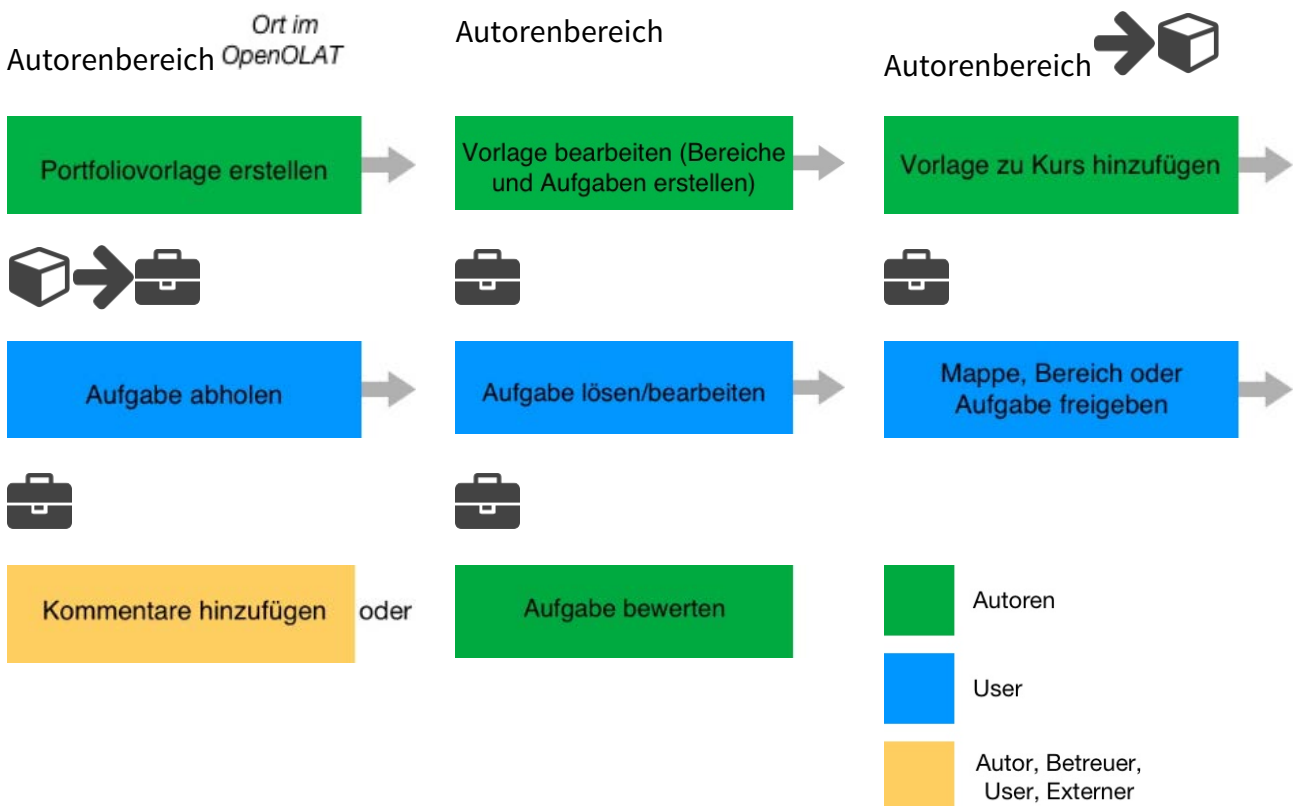 Ort im
OpenOLAT
Autorenbereich
Autorenbereich
Autorenbereich
Portfoliovorlage erstellen
Vorlage bearbeiten (Bereiche
und Aufgaben erstellen)
Vorlage zu Kurs hinzufügen
Aufgabe abholen
Aufgabe lösen/bearbeiten
Mappe, Bereich oder
Aufgabe freigeben
Kommentare hinzufügen
oder
Aufgabe bewerten
Autoren
User
Autor, Betreuer,
User, Externer